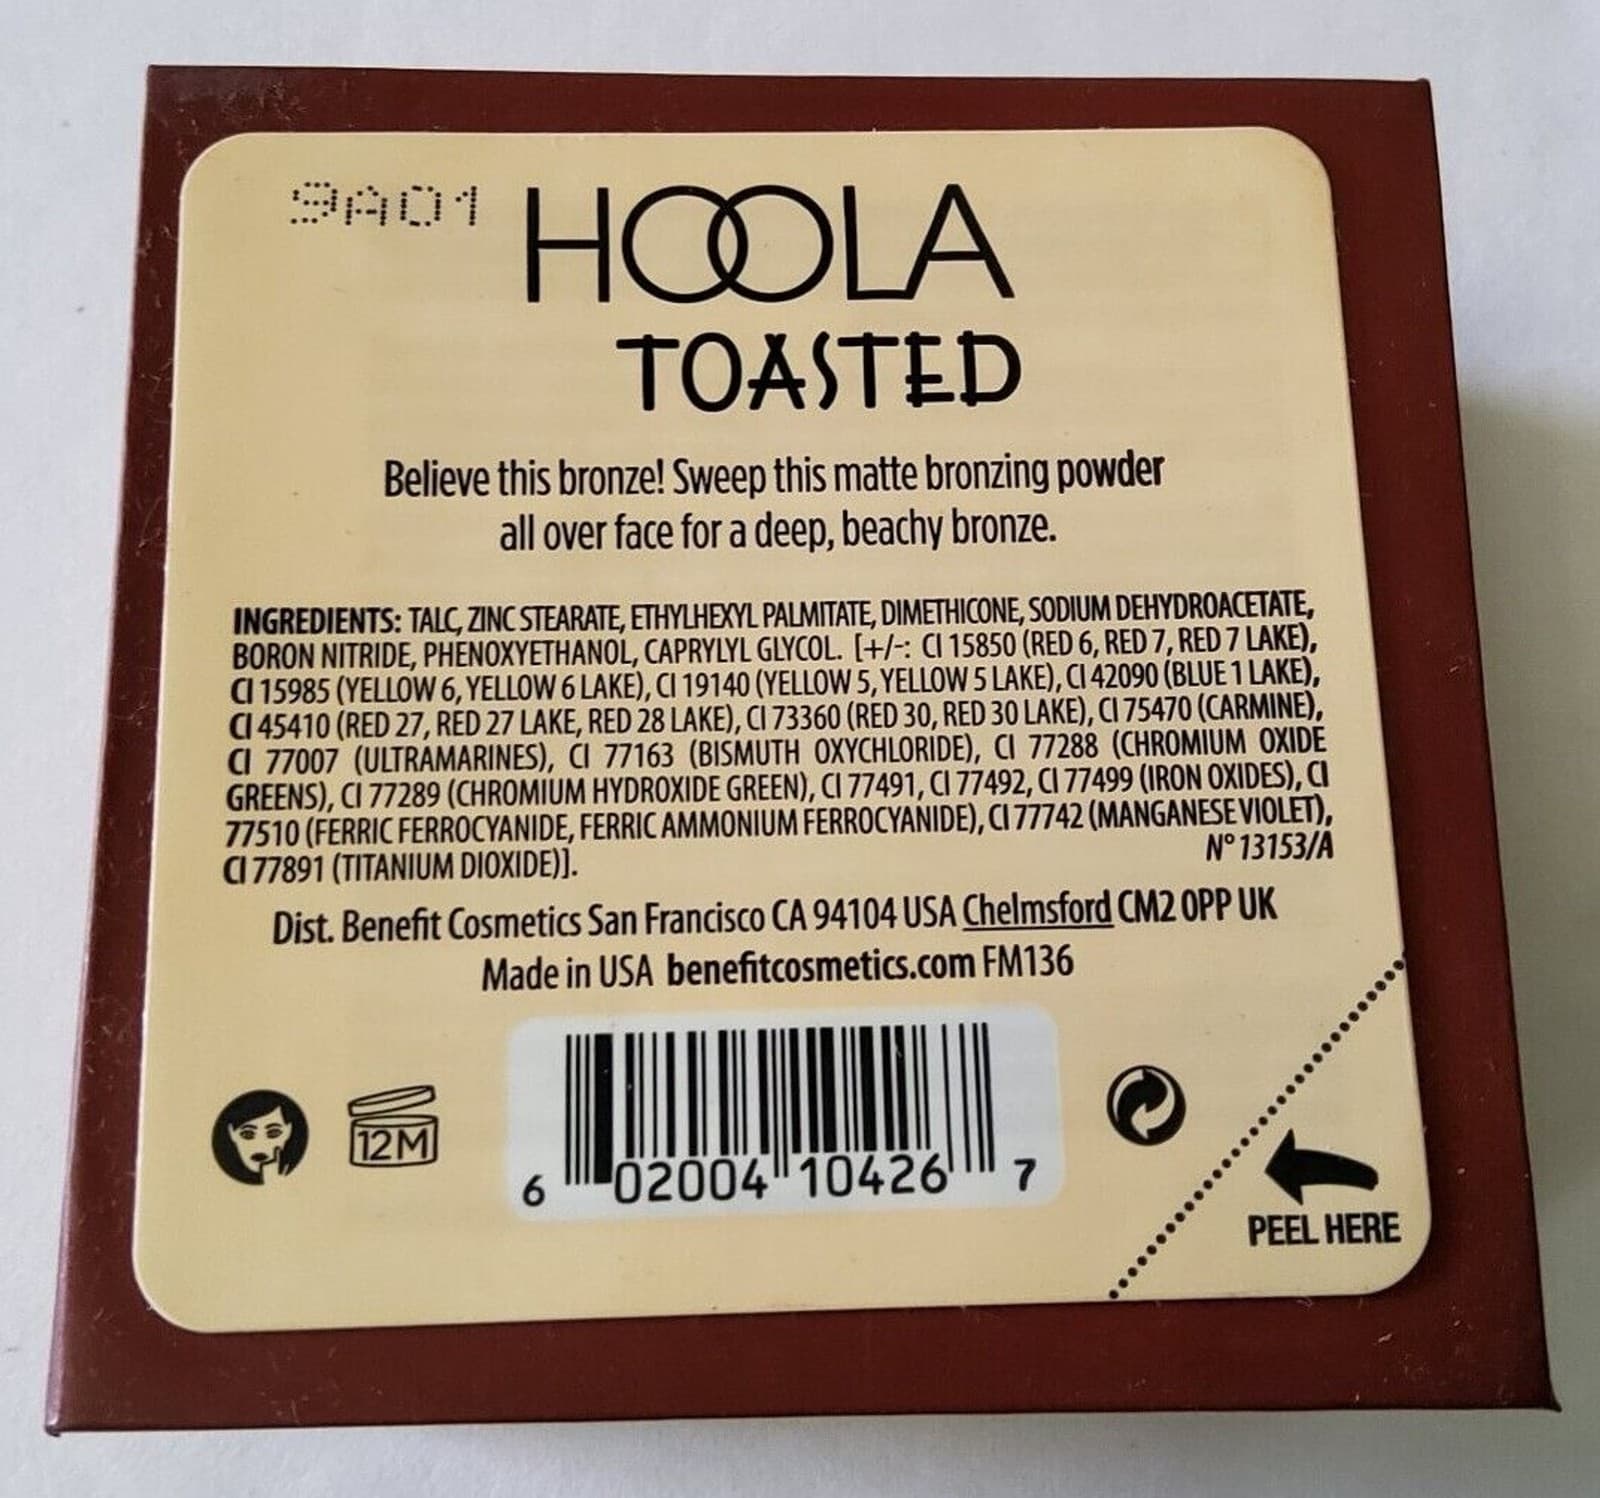 9A01
HOOLA
TOASTED
Believe this bronze! Sweep this matte bronzing powder
all over face for a deep, beachy bronze.
INGREDIENTS: TALC, ZINC STEARATE, ETHYLHEXYL PALMITATE, DIMETHICONE, SODIUM DEHYDROACETATE,
BORON NITRIDE, PHENOXYETHANOL, CAPRYLYL GLYCOL. [+/-: CI 15850 (RED 6, RED 7, RED 7 LAKE),
CI 15985 (YELLOW 6, YELLOW 6 LAKE), CI 19140 (YELLOW 5, YELLOW 5 LAKE), CI 42090 (BLUE 1 LAKE),
CI 45410 (RED 27, RED 27 LAKE, RED 28 LAKE), CI 73360 (RED 30, RED 30 LAKE), CI 75470 (CARMINE),
CI 77007 (ULTRAMARINES), CI 77163 (BISMUTH OXYCHLORIDE), CI 77288 (CHROMIUM OXIDE
GREENS), CI 77289 (CHROMIUM HYDROXIDE GREEN), CI 77491, CI 77492, CI 77499 (IRON OXIDES), CI
77510 (FERRIC FERROCYANIDE, FERRIC AMMONIUM FERROCYANIDE), CI 77742 (MANGANESE VIOLET),
CI 77891 (TITANIUM DIOXIDE)].
N° 13153/A
Dist. Benefit Cosmetics San Francisco CA 94104 USA Chelmsford CM2 0PP UK
Made in USA benefitcosmetics.com FM136
12M
6 02004 10426 7
PEEL HERE